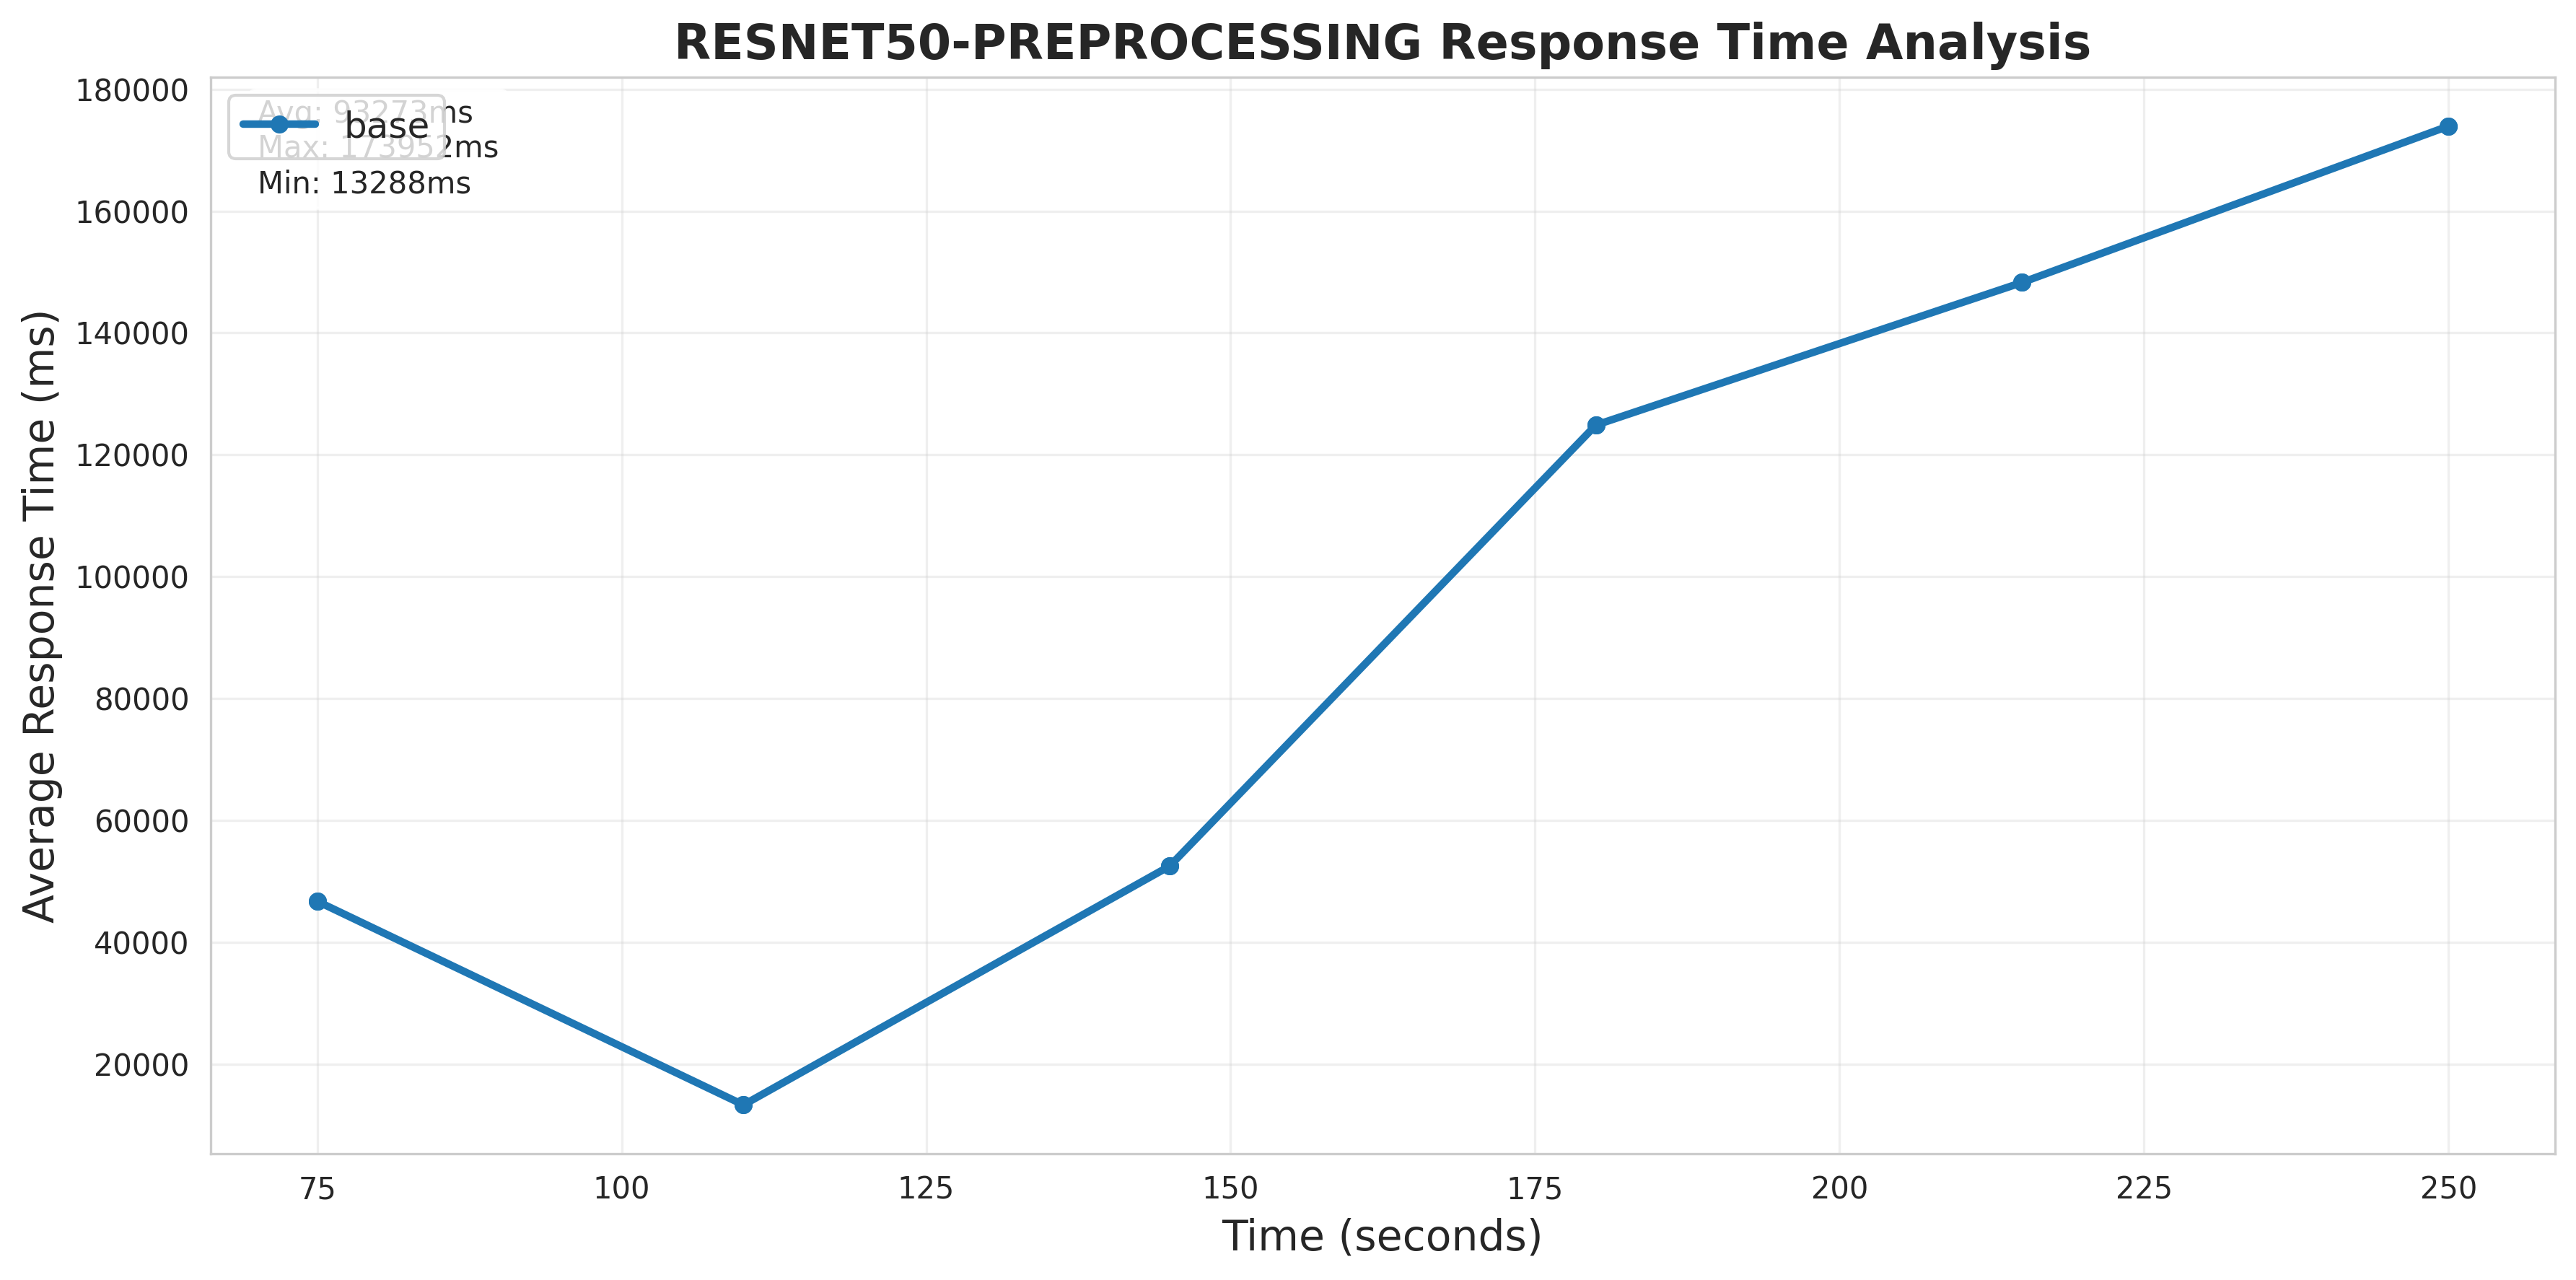 RESNET50-PREPROCESSING Response Time Analysis
Average Response Time (ms)
180000
160000
140000
120000
100000
80000
60000
40000
20000
base
Avg: 93273ms
Max: 173952ms
Min: 13288ms
75 100 125 150 175 200 225 250
Time (seconds)